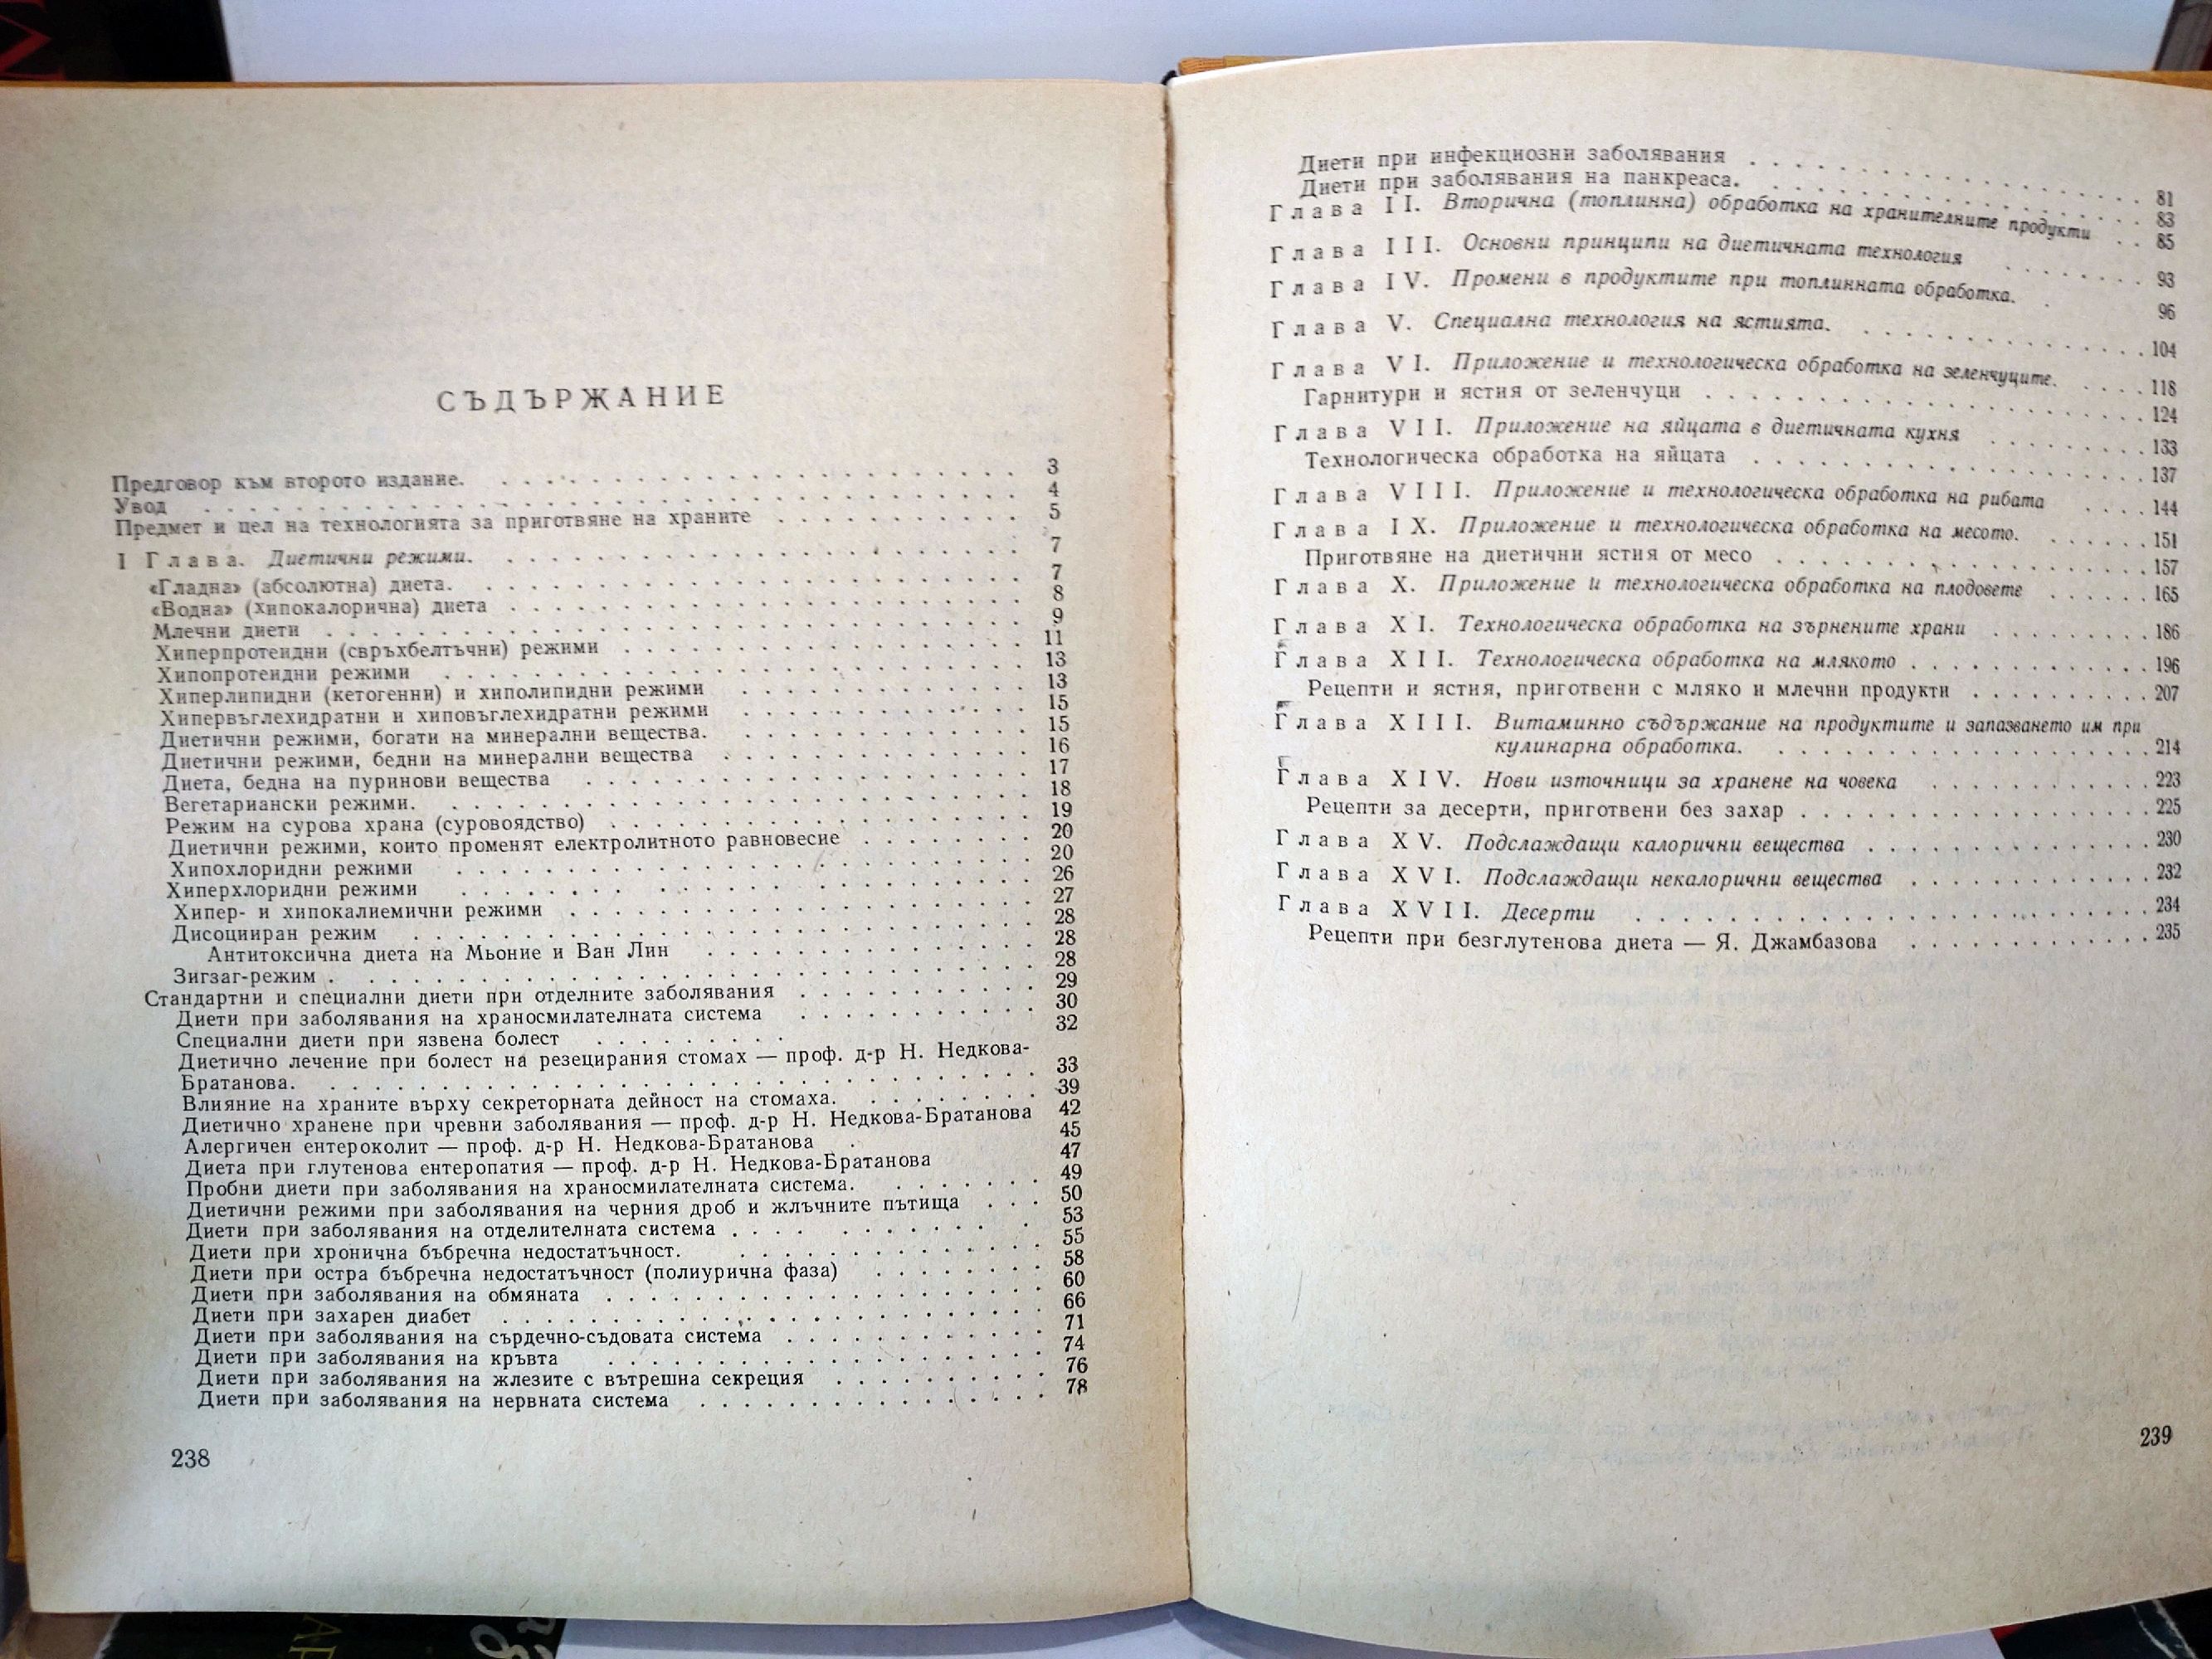 СЪДЪРЖАНИЕ
Предговор към второто издание. . . . . . . . . . . . . . . . . . 3
Увод . . . . . . . . . . . . . . . . . . 4
Предмет и цел на технологията за приготвяне на храните . . . . . . . . . 5
I Глава. Диетични режими. . . . . . . . . . . . . . . . . . 7
«Гладна» (абсолютна) диета. . . . . . . . . . . . . . . . . . 7
«Водна» (хипокалорична) диета . . . . . . . . . . . . . . . . . 8
Млечни диети . . . . . . . . . . . . . . . . . . 9
Хиперпротеидни (свръхбелтъчни) режими . . . . . . . . . . . . . . 11
Хипопротеидни режими . . . . . . . . . . . . . . . . . . 13
Хиперлипидни (кетогенни) и хиполипидни режими . . . . . . . . . . 13
Хипервъглехидратни и хиповъглехидратни режими . . . . . . . . . . 15
Диетични режими, богати на минерални вещества. . . . . . . . . . 15
Диетични режими, бедни на минерални вещества . . . . . . . . . . 16
Диета, бедна на пуринови вещества . . . . . . . . . . . . . . . 17
Вегетариански режими. . . . . . . . . . . . . . . . . . 18
Режим на сурова храна (суровоядство) . . . . . . . . . . . . . . 19
Диетични режими, които променят електролитното равновесие . . . . . . 20
Хипохлоридни режими . . . . . . . . . . . . . . . . . . 20
Хиперхлоридни режими . . . . . . . . . . . . . . . . . . 26
Хипер- и хипокалиемични режими . . . . . . . . . . . . . . . 27
Дисоцииран режим . . . . . . . . . . . . . . . . . . 28
Антитоксична диета на Мьоние и Ван Лин . . . . . . . . . . . . 28
Зигзаг-режим . . . . . . . . . . . . . . . . . . 28
Стандартни и специални диети при отделните заболявания . . . . . . . . 29
Диети при заболявания на храносмилателната система . . . . . . . . 30
Специални диети при язвена болест . . . . . . . . 32
Диетично лечение при болест на резецирания стомах — проф. д-р Н. Недкова-
Братанова. . . . . . . . . . . . . . . . . . 33
Влияние на храните върху секреторната дейност на стомаха. . . . . . . 39
Диетично хранене при чревни заболявания — проф. д-р Н. Недкова-Братанова 42
Алергичен ентероколит — проф. д-р Н. Недкова-Братанова . 45
Диета при глутенова ентеропатия — проф. д-р Н. Недкова-Братанова 47
Пробни диети при заболявания на храносмилателната система. . . . . . 49
Диетични режими при заболявания на черния дроб и жлъчните пътища . . . 50
Диети при заболявания на отделителната система . . . . . . . . . . 53
Диети при хронична бъбречна недостатъчност. . . . . . . . . . . . 55
Диети при остра бъбречна недостатъчност (полиурична фаза) . . . . . . 58
Диети при заболявания на обмяната . . . . . . . . . . . . . . . 60
Диети при захарен диабет . . . . . . . . . . . . . . . . . . 66
Диети при заболявания на сърдечно-съдовата система . . . . . . . . . 71
Диети при заболявания на кръвта . . . . . . . . . . . . . . . 74
Диети при заболявания на жлезите с вътрешна секреция . . . . . . . . 76
Диети при заболявания на нервната система . . . . . . . . . . . . 78
238
Диети при инфекциозни заболявания . . . . . . . . . . . . . . . 81
Диети при заболявания на панкреаса. . . . . . . . . . . . . . . 83
Глава II. Вторична (топлинна) обработка на хранителните продукти . . 85
Глава III. Основни принципи на диетичната технология . . . . . . 93
Глава IV. Промени в продуктите при топлинната обработка. . 96
Глава V. Специална технология на ястията. . . . . . . . . . . . 104
Глава VI. Приложение и технологическа обработка на зеленчуците. . . . . 118
Гарнитури и ястия от зеленчуци . . . . . . . . . . . . . . . 124
Глава VII. Приложение на яйцата в диетичната кухня . . . . . . . 133
Технологическа обработка на яйцата . . . . . . . . . . . . . . 137
Глава VIII. Приложение и технологическа обработка на рибата . . . . 144
Глава IX. Приложение и технологическа обработка на месото. . . . . . 151
Приготвяне на диетични ястия от месо . . . . . . . . . . . . . 157
Глава X. Приложение и технологическа обработка на плодовете . . . . . . 165
Глава XI. Технологическа обработка на зърнените храни . . . . . . . 186
Глава XII. Технологическа обработка на млякото . . . . . . . . . . 196
Рецепти и ястия, приготвени с мляко и млечни продукти . . . . . . . 207
Глава XIII. Витаминно съдържание на продуктите и запазването им при
кулинарна обработка. . . . . . . . . . . . . . . 214
Глава XIV. Нови източници за хранене на човека . . . . . . . . . 223
Рецепти за десерти, приготвени без захар . . . . . . . . . . . . . 225
Глава XV. Подслаждащи калорични вещества . . . . . . . . . . . 230
Глава XVI. Подслаждащи некалорични вещества . . . . . . . . . . 232
Глава XVII. Десерти . . . . . . . . . . . . . . . . . . 234
Рецепти при безглутенова диета — Я. Джамбазова . . . . . . . . . . 235
239